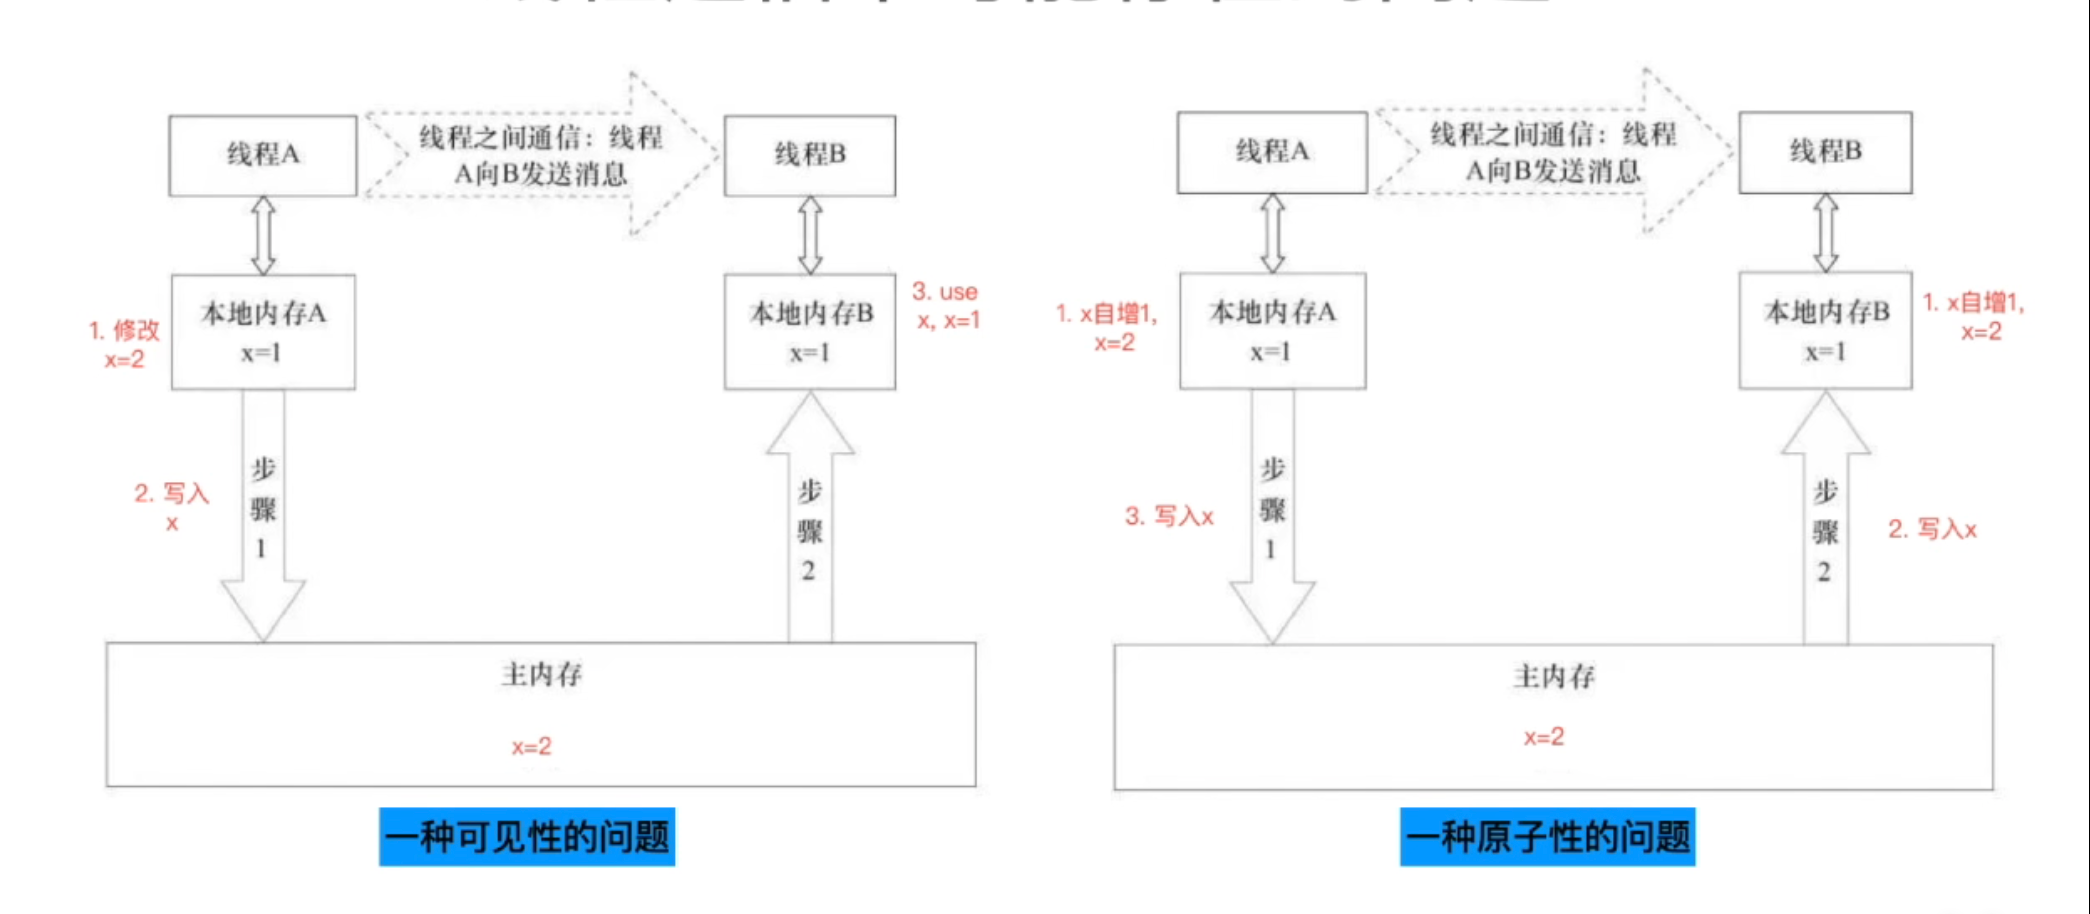 线程A
线程之间通信：线程
A向B发送消息
线程B
本地内存A
x=1
1. 修改
x=2
本地内存B
x=1
3. use
x, x=1
步
骤
1
2. 写入
x
步
骤
2
主内存
x=2
一种可见性的问题
线程A
线程之间通信：线程
A向B发送消息
线程B
1. x自增1,
x=2
本地内存A
x=1
本地内存B
x=1
1. x自增1,
x=2
3. 写入x
步
骤
1
步
骤
2
2. 写入x
主内存
x=2
一种原子性的问题